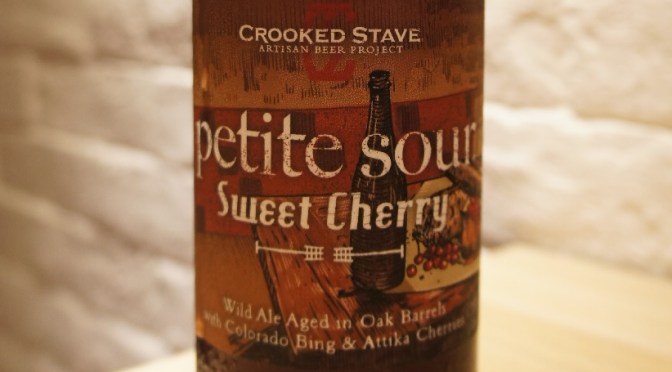 CROOKED STAVE
ARTISAN BEER PROJECT
petite sour
Sweet Cherry
Wild Ale Aged in Oak Barrels
with Colorado Bing & Attika Cherries